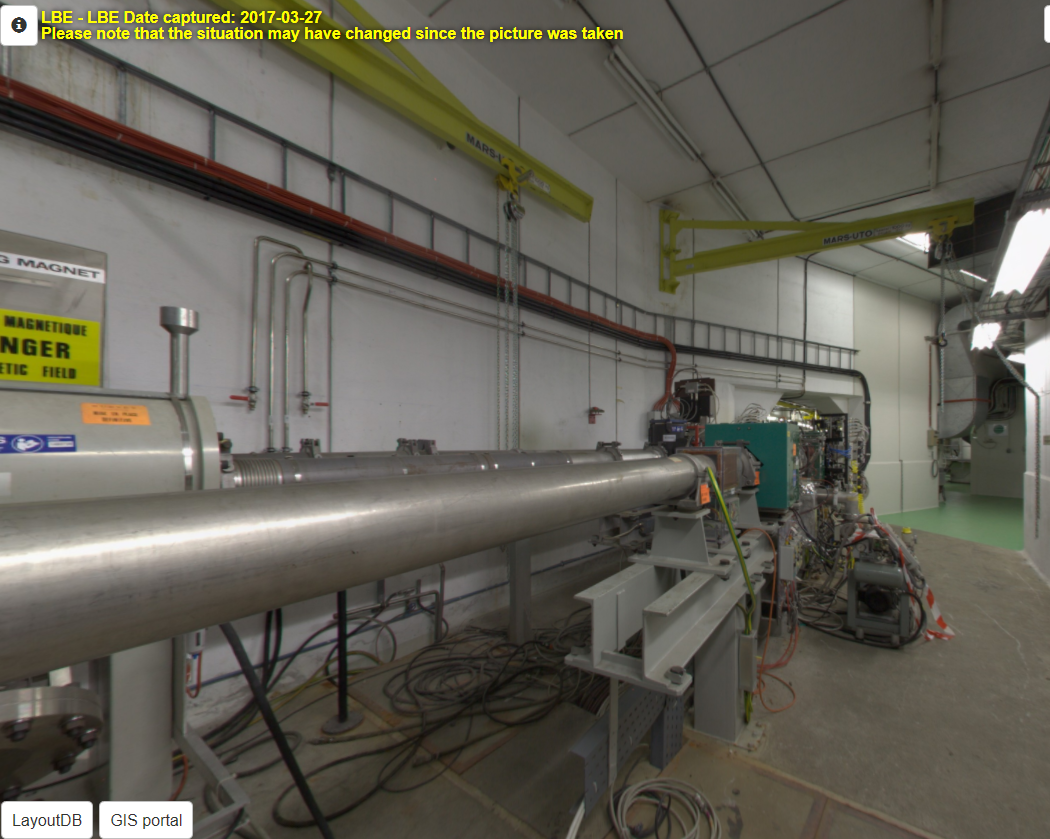 LBE - LBE Date captured: 2017-03-27
Please note that the situation may have changed since the picture was taken
MARS-U
MARS-UTO
G MAGNET
MAGNETIQUE
NGER
ETIC FIELD
LayoutDB
GIS portal